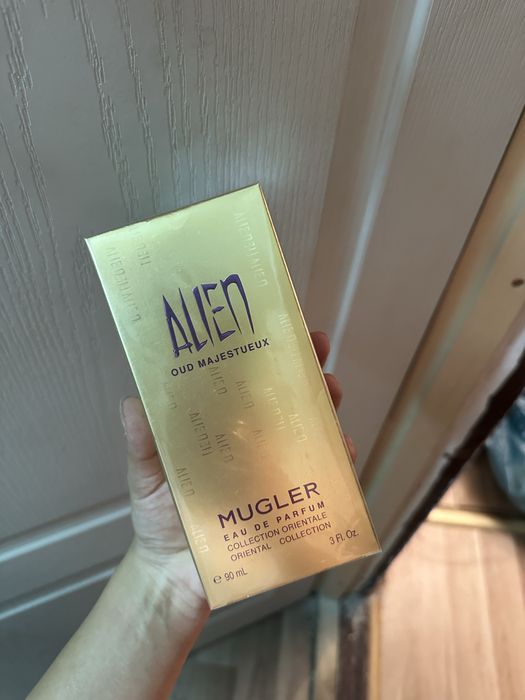 ALIEN
OUD MAJESTUEUX
MUGLER
EAU DE PARFUM
COLLECTION ORIENTALE
ORIENTAL COLLECTION
℮ 90 mL
3 Fl. Oz.